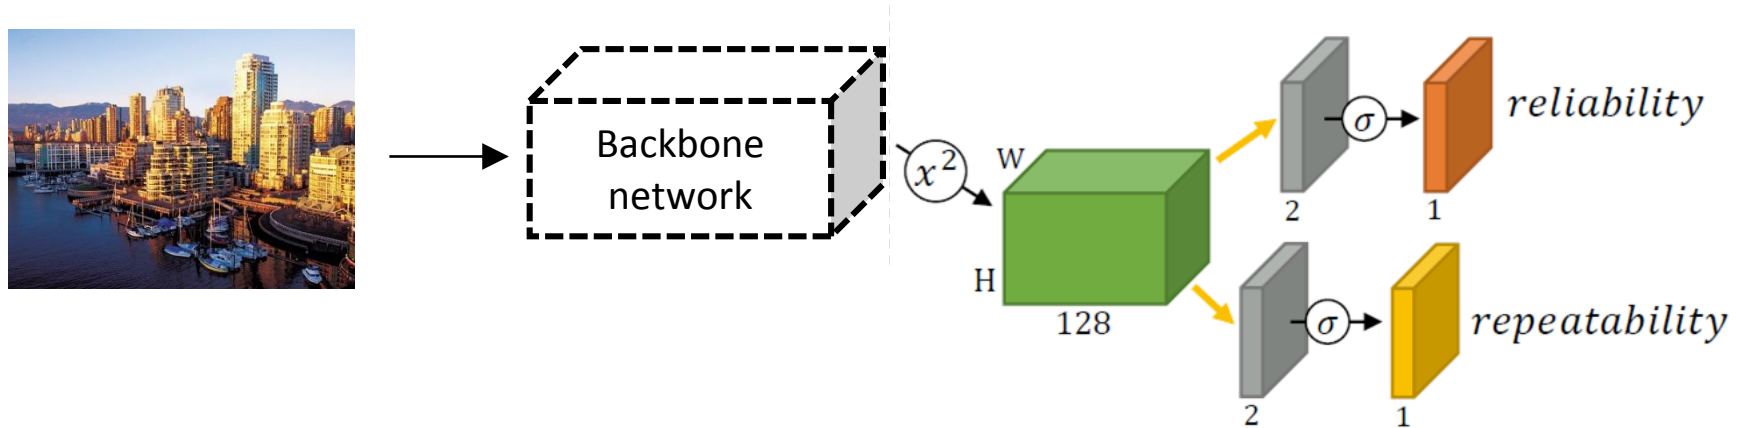 Backbone
network
x²
W
H
128
2
σ
1
reliability
2
σ
1
repeatability